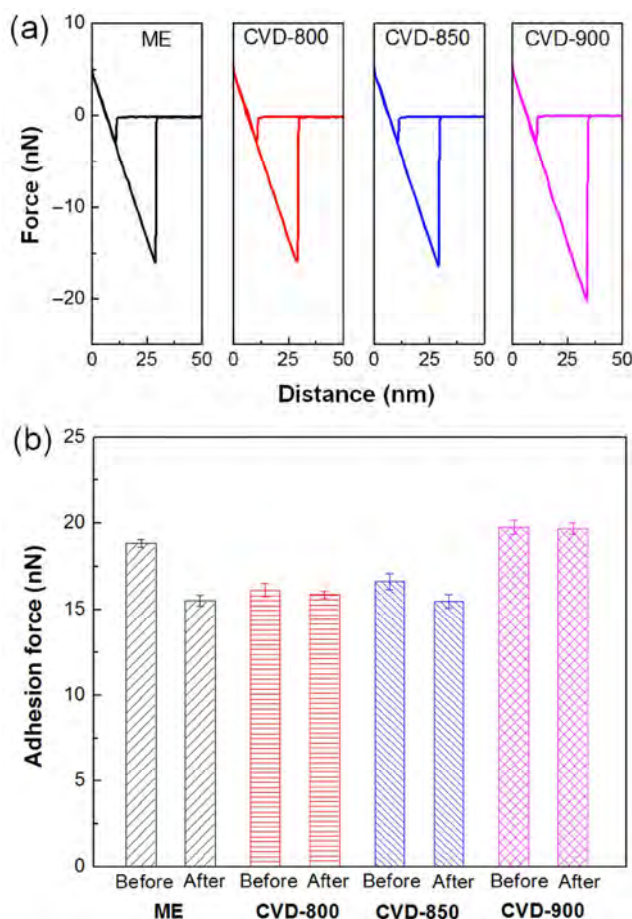 (a)
10
0
−10
−20
Force (nN)
ME
CVD-800
CVD-850
CVD-900
0 25 50 0 25 50 0 25 50 0 25 50
Distance (nm)
(b)
25
20
15
10
5
0
Adhesion force (nN)
Before After Before After Before After Before After
ME CVD-800 CVD-850 CVD-900